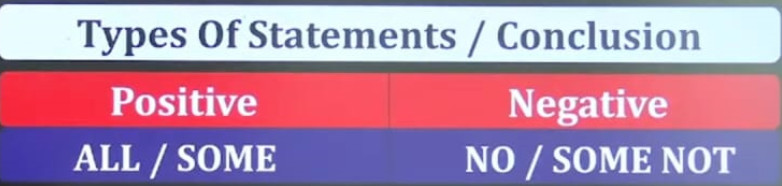 Types Of Statements / Conclusion
Positive Negative
ALL / SOME NO / SOME NOT